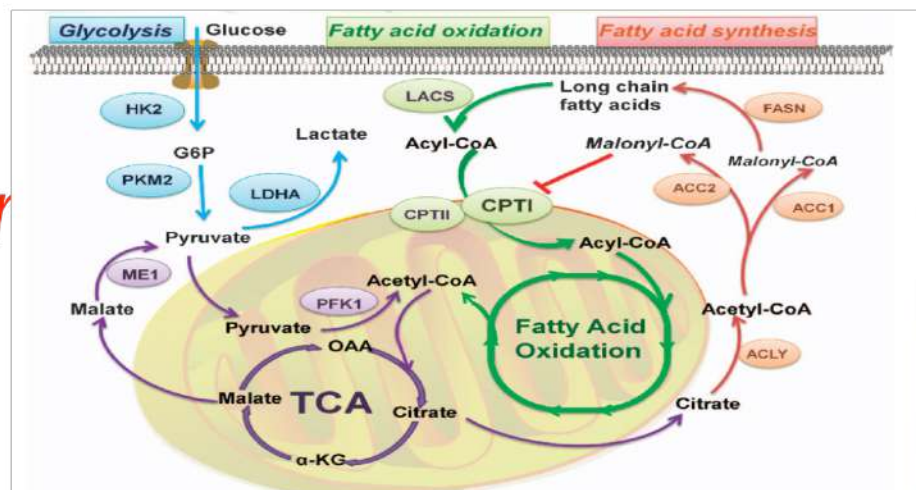 Glycolysis
Glucose
Fatty acid oxidation
Fatty acid synthesis
HK2
LACS
Long chain
fatty acids
FASN
Lactate
Acyl-CoA
Malonyl-CoA
Malonyl-CoA
G6P
PKM2
LDHA
CPTII
CPTI
ACC2
ACC1
Pyruvate
Acyl-CoA
ME1
Malate
Acetyl-CoA
PFK1
Pyruvate
OAA
Fatty Acid
Oxidation
Acetyl-CoA
ACLY
Malate
TCA
Citrate
Citrate
α-KG